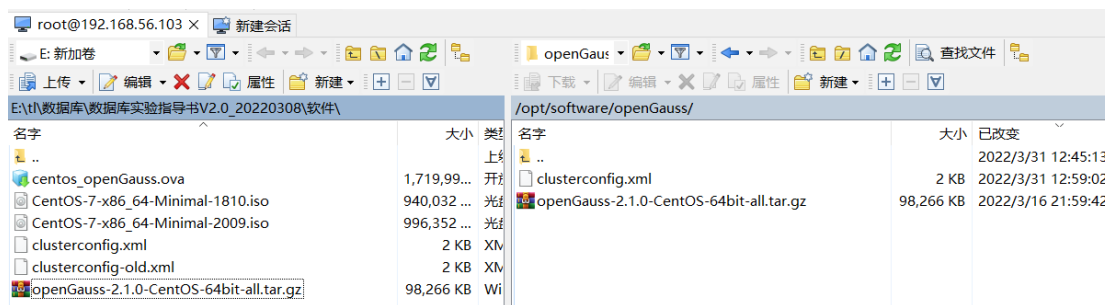 root@192.168.56.103 × 新建会话
E: 新加卷 openGaus 查找文件
上传 编辑 属性 新建 下载 编辑 属性 新建
E:\tl\数据库\数据库实验指导书V2.0_20220308\软件\ /opt/software/openGauss/
名字 大小 类型 名字 大小 已改变
.. 上级 .. 2022/3/31 12:45:13
centos_openGauss.ova 1,719,99... 开放 clusterconfig.xml 2 KB 2022/3/31 12:59:02
CentOS-7-x86_64-Minimal-1810.iso 940,032 ... 光盘 openGauss-2.1.0-CentOS-64bit-all.tar.gz 98,266 KB 2022/3/16 21:59:42
CentOS-7-x86_64-Minimal-2009.iso 996,352 ... 光盘
clusterconfig.xml 2 KB XM
clusterconfig-old.xml 2 KB XM
openGauss-2.1.0-CentOS-64bit-all.tar.gz 98,266 KB Wi